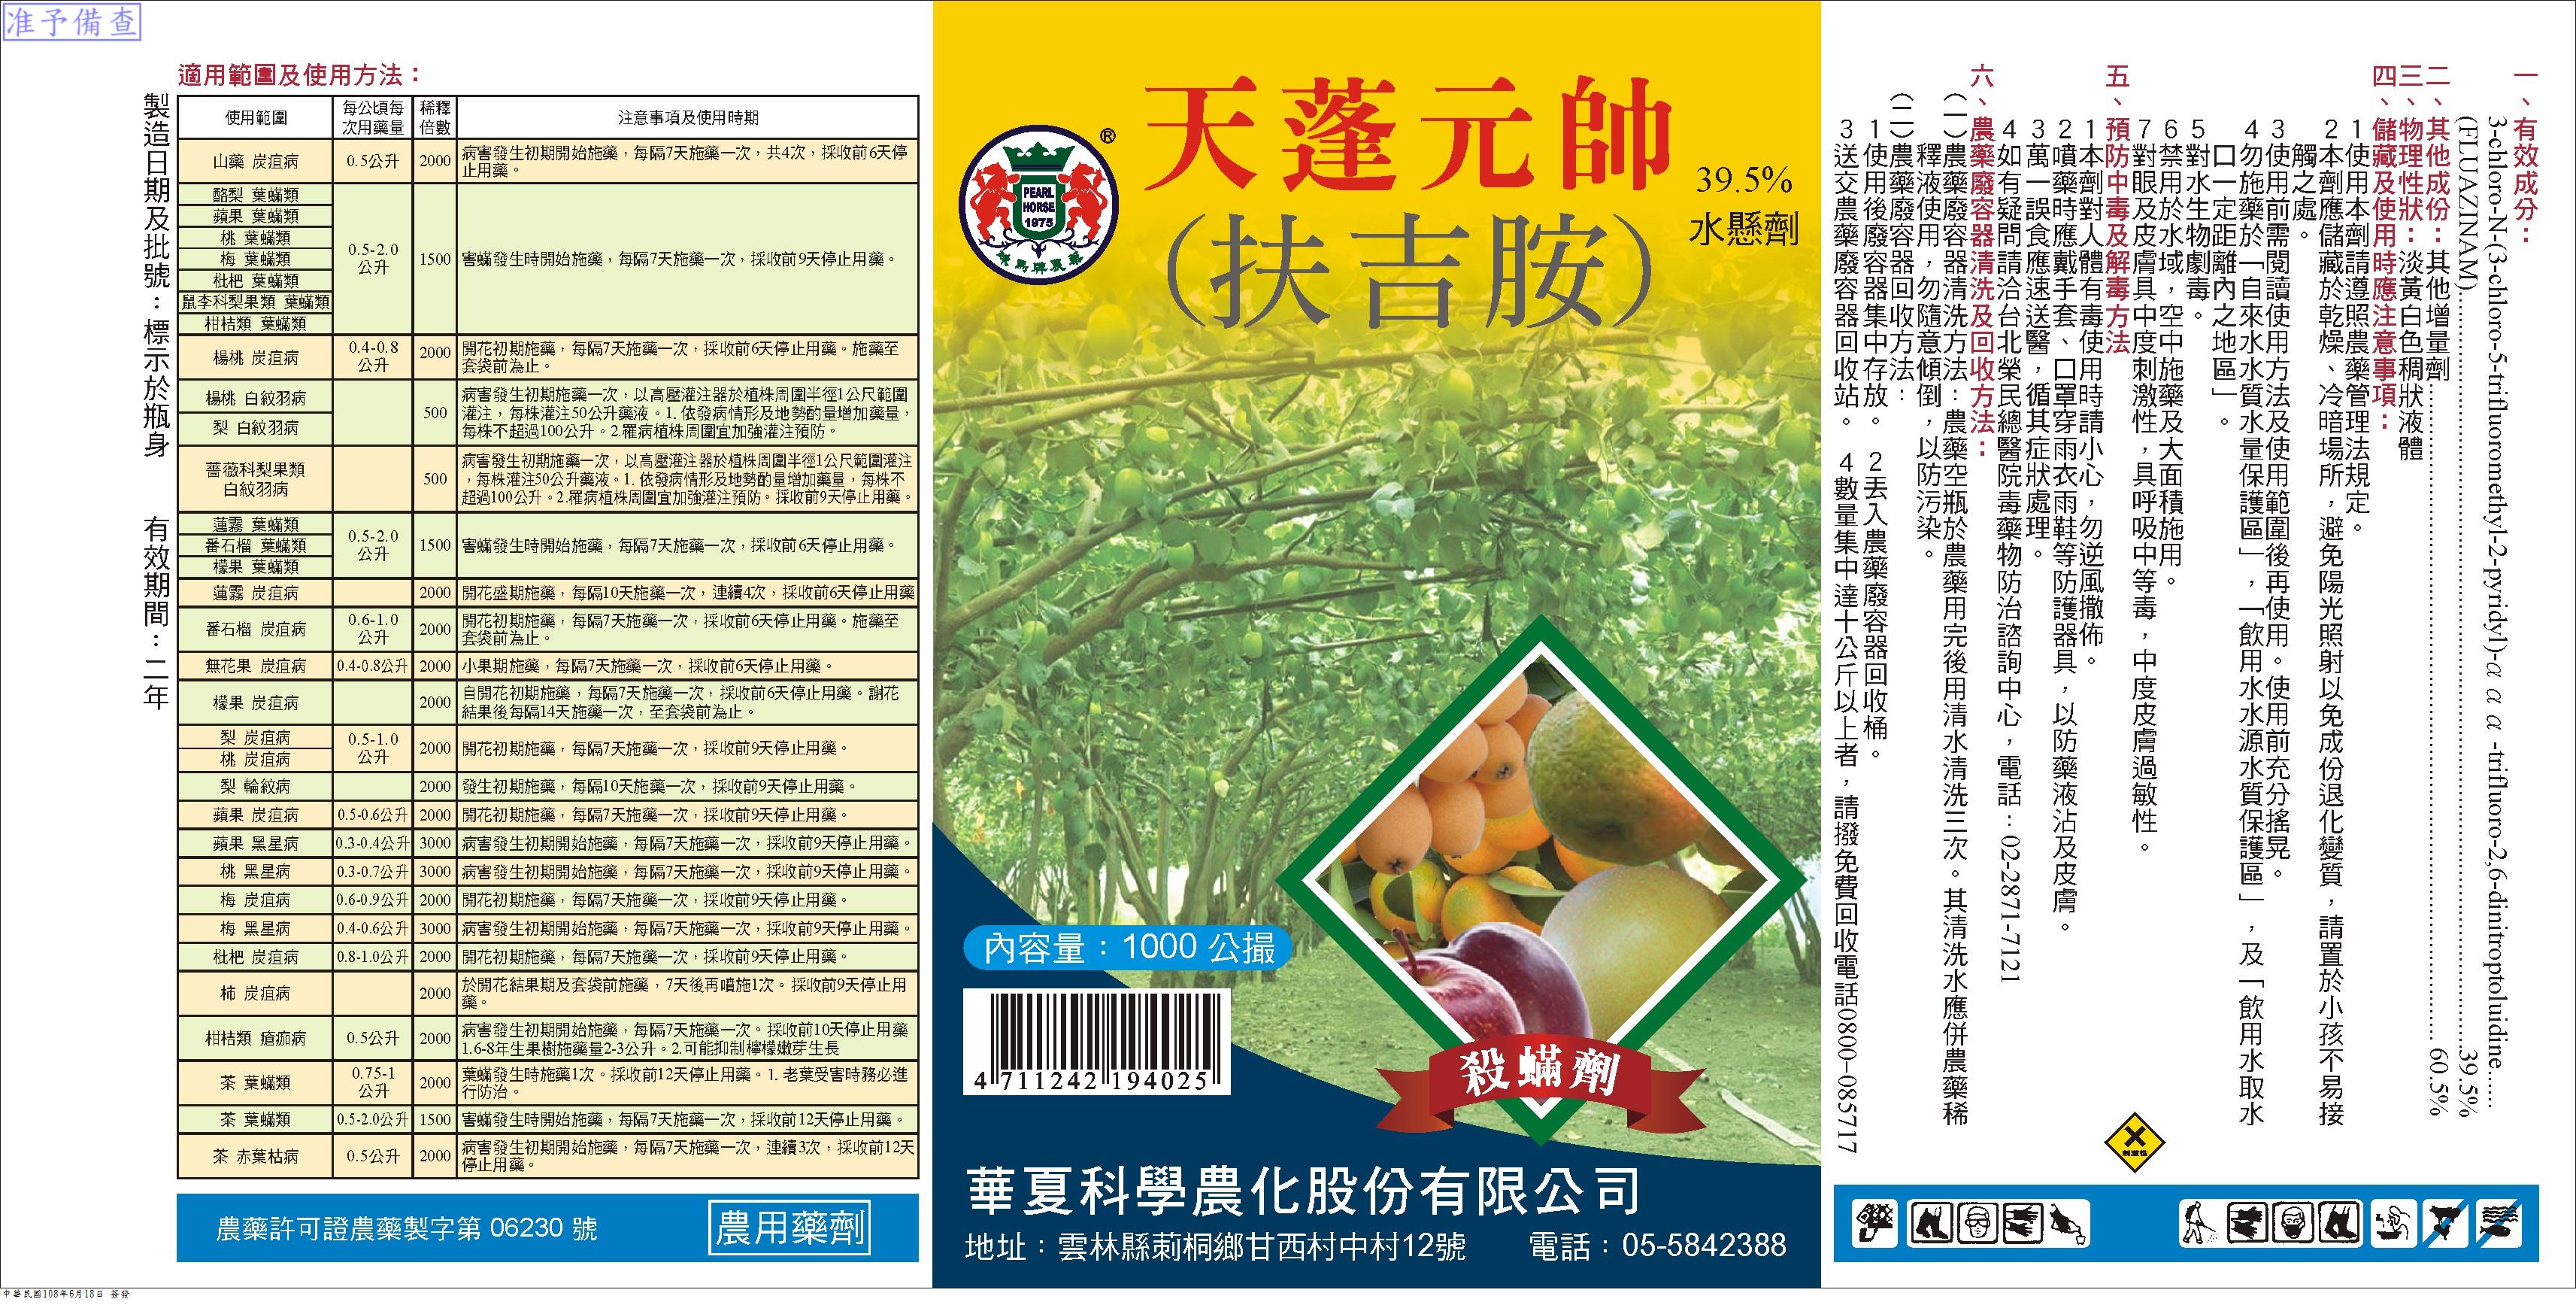 准予備查
適用範圍及使用方法：
使用範圍 每公頃每次用藥量 稀釋倍數 注意事項及使用時期
山藥 炭疽病 0.5公升 2000 病害發生初期開始施藥，每隔7天施藥一次，共4次，採收前6天停止用藥。
酪梨 葉蟎類
蘋果 葉蟎類
桃 葉蟎類
梅 葉蟎類
枇杷 葉蟎類
鼠李科梨果類 葉蟎類
柑桔類 葉蟎類
0.5-2.0公升 1500 害蟎發生時開始施藥，每隔7天施藥一次，採收前9天停止用藥。
楊桃 炭疽病 0.4-0.8公升 2000 開花初期施藥，每隔7天施藥一次，採收前6天停止用藥。施藥至套袋前為止。
楊桃 白紋羽病
梨 白紋羽病
500 病害發生初期施藥一次，以高壓灌注器於植株周圍半徑1公尺範圍灌注，每株灌注50公升藥液。1. 依發病情形及地勢酌量增加藥量，每株不超過100公升。2.罹病植株周圍宜加強灌注預防。
薔薇科梨果類 白紋羽病 500 病害發生初期施藥一次，以高壓灌注器於植株周圍半徑1公尺範圍灌注，每株灌注50公升藥液。1. 依發病情形及地勢酌量增加藥量，每株不超過100公升。2.罹病植株周圍宜加強灌注預防。採收前9天停止用藥。
蓮霧 葉蟎類
番石榴 葉蟎類
檬果 葉蟎類
0.5-2.0公升 1500 害蟎發生時開始施藥，每隔7天施藥一次，採收前6天停止用藥。
蓮霧 炭疽病 2000 開花盛期施藥，每隔10天施藥一次，連續4次，採收前6天停止用藥
番石榴 炭疽病 0.6-1.0公升 2000 開花初期施藥，每隔7天施藥一次，採收前6天停止用藥。施藥至套袋前為止。
無花果 炭疽病 0.4-0.8公升 2000 小果期施藥，每隔7天施藥一次，採收前6天停止用藥。
檬果 炭疽病 2000 自開花初期施藥，每隔7天施藥一次，採收前6天停止用藥。謝花結果後每隔14天施藥一次，至套袋前為止。
梨 炭疽病
桃 炭疽病
0.5-1.0公升 2000 開花初期施藥，每隔7天施藥一次，採收前9天停止用藥。
梨 輪紋病 2000 發生初期施藥，每隔10天施藥一次，採收前9天停止用藥。
蘋果 炭疽病 0.5-0.6公升 2000 開花初期施藥，每隔7天施藥一次，採收前9天停止用藥。
蘋果 黑星病 0.3-0.4公升 3000 病害發生初期開始施藥，每隔7天施藥一次，採收前9天停止用藥。
桃 黑星病 0.3-0.7公升 3000 病害發生初期開始施藥，每隔7天施藥一次，採收前9天停止用藥。
梅 炭疽病 0.6-0.9公升 2000 開花初期施藥，每隔7天施藥一次，採收前9天停止用藥。
梅 黑星病 0.4-0.6公升 3000 病害發生初期開始施藥，每隔7天施藥一次，採收前9天停止用藥。
枇杷 炭疽病 0.8-1.0公升 2000 開花初期施藥，每隔7天施藥一次，採收前9天停止用藥。
柿 炭疽病 2000 於開花結果期及套袋前施藥，7天後再噴施1次。採收前9天停止用藥。
柑桔類 瘡痂病 0.5公升 2000 病害發生初期開始施藥，每隔7天施藥一次。採收前10天停止用藥 1.6-8年生果樹施藥量2-3公升。2.可能抑制檸檬嫩芽生長
茶 葉蟎類 0.75-1公升 2000 葉蟎發生時施藥1次。採收前12天停止用藥。1. 老葉受害時務必進行防治。
茶 葉蟎類 0.5-2.0公升 1500 害蟎發生時開始施藥，每隔7天施藥一次，採收前12天停止用藥。
茶 赤葉枯病 0.5公升 2000 病害發生初期開始施藥，每隔7天施藥一次，連續3次，採收前12天停止用藥。
製造日期及批號：標示於瓶身 有效期間：二年
農藥許可證農藥製字第 06230 號
農用藥劑
中華民國108年6月18日 簽發
天蓬元帥
(扶吉胺)
39.5%
水懸劑
®
PEARL
HORSE
1975
珠馬牌農藥
內容量：1000 公撮
4 711242 194025
殺蟎劑
華夏科學農化股份有限公司
地址：雲林縣莿桐鄉甘西村中村12號 電話：05-5842388
一、有效成分：
3-chloro-N-(3-chloro-5-trifluoromethyl-2-pyridyl)-α α α -trifluoro-2,6-dinitroptoluidine......
(FLUAZINAM)......39.5%
二、其他成份：其他增量劑......60.5%
三、物理性狀：淡黃白色稠狀液體
四、儲藏及使用時應注意事項：
1使用本劑請遵照農藥管理法規定。
2本劑應儲藏於乾燥、冷暗場所，避免陽光照射以免成份退化變質，請置於小孩不易接
觸之處。
3使用前需閱讀使用方法及使用範圍後再使用。使用前充分搖晃。
4勿施藥於「自來水水質水量保護區」，「飲用水水源水質保護區」，及「飲用水取水
口一定距離內之地區」。
5對水生物劇毒。
6禁用於水域，空中施藥及大面積施用。
7對眼及皮膚具中度刺激性，具呼吸中等毒，中度皮膚過敏性。
五、預防中毒及解毒方法
1本劑對人體有毒使用時請小心，勿逆風撒佈。
2噴藥時應戴手套、口罩穿雨衣雨鞋等防護器具，以防藥液沾及皮膚。
3萬一誤食應速送醫，循其症狀處理。
4如有疑問請洽台北榮民總醫院毒藥物防治諮詢中心，電話：02-2871-7121
六、農藥廢容器清洗及回收方法：
(一)農藥廢容器清洗方法：農藥空瓶於農藥用完後用清水清洗三次。其清洗水應併農藥稀
釋液使用，勿隨意傾倒，以防污染。
(二)農藥廢容器回收方法：
1使用後廢容器集中存放。 2丟入農藥廢容器回收桶。
3送交農藥廢容器回收站。 4數量集中達十公斤以上者，請撥免費回收電話0800-085717
刺激性